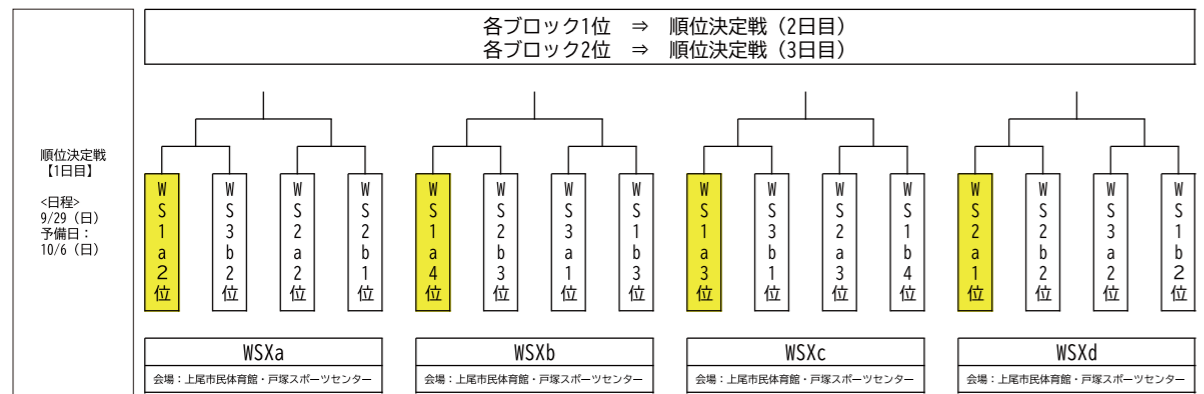 各ブロック1位 ⇒ 順位決定戦（2日目）
各ブロック2位 ⇒ 順位決定戦（3日目）
順位決定戦
【1日目】
<日程>
9/29（日）
予備日：
10/6（日）
WS1a2位
WS3b2位
WS2a2位
WS2b1位
WS1a4位
WS2b3位
WS3a1位
WS1b3位
WS1a3位
WS3b1位
WS2a3位
WS1b4位
WS2a1位
WS2b2位
WS3a2位
WS1b2位
WSXa
WSXb
WSXc
WSXd
会場：上尾市民体育館・戸塚スポーツセンター
会場：上尾市民体育館・戸塚スポーツセンター
会場：上尾市民体育館・戸塚スポーツセンター
会場：上尾市民体育館・戸塚スポーツセンター